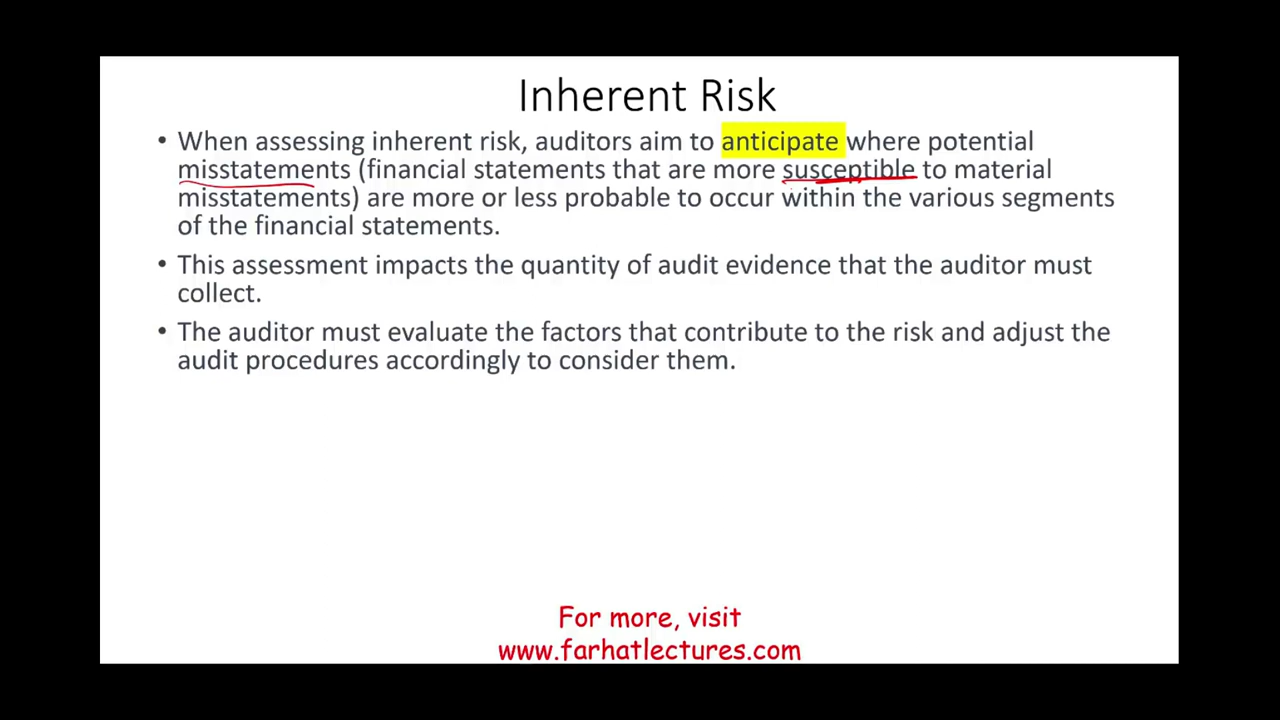 Inherent Risk
• When assessing inherent risk, auditors aim to anticipate where potential
misstatements (financial statements that are more susceptible to material
misstatements) are more or less probable to occur within the various segments
of the financial statements.
• This assessment impacts the quantity of audit evidence that the auditor must
collect.
• The auditor must evaluate the factors that contribute to the risk and adjust the
audit procedures accordingly to consider them.
For more, visit
www.farhatlectures.com